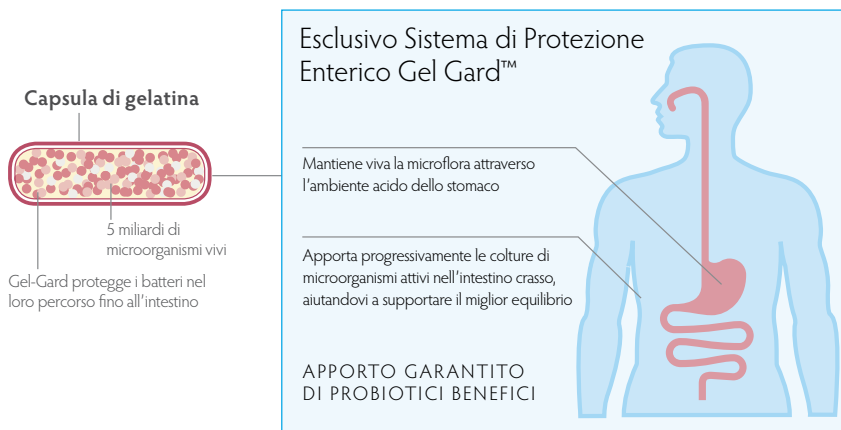 Capsula di gelatina
5 miliardi di
microorganismi vivi
Gel-Gard protegge i batteri nel
loro percorso fino all'intestino
Esclusivo Sistema di Protezione
Enterico Gel Gard™
Mantiene viva la microflora attraverso
l'ambiente acido dello stomaco
Apporta progressivamente le colture di
microorganismi attivi nell'intestino crasso,
aiutandovi a supportare il miglior equilibrio
APPORTO GARANTITO
DI PROBIOTICI BENEFICI